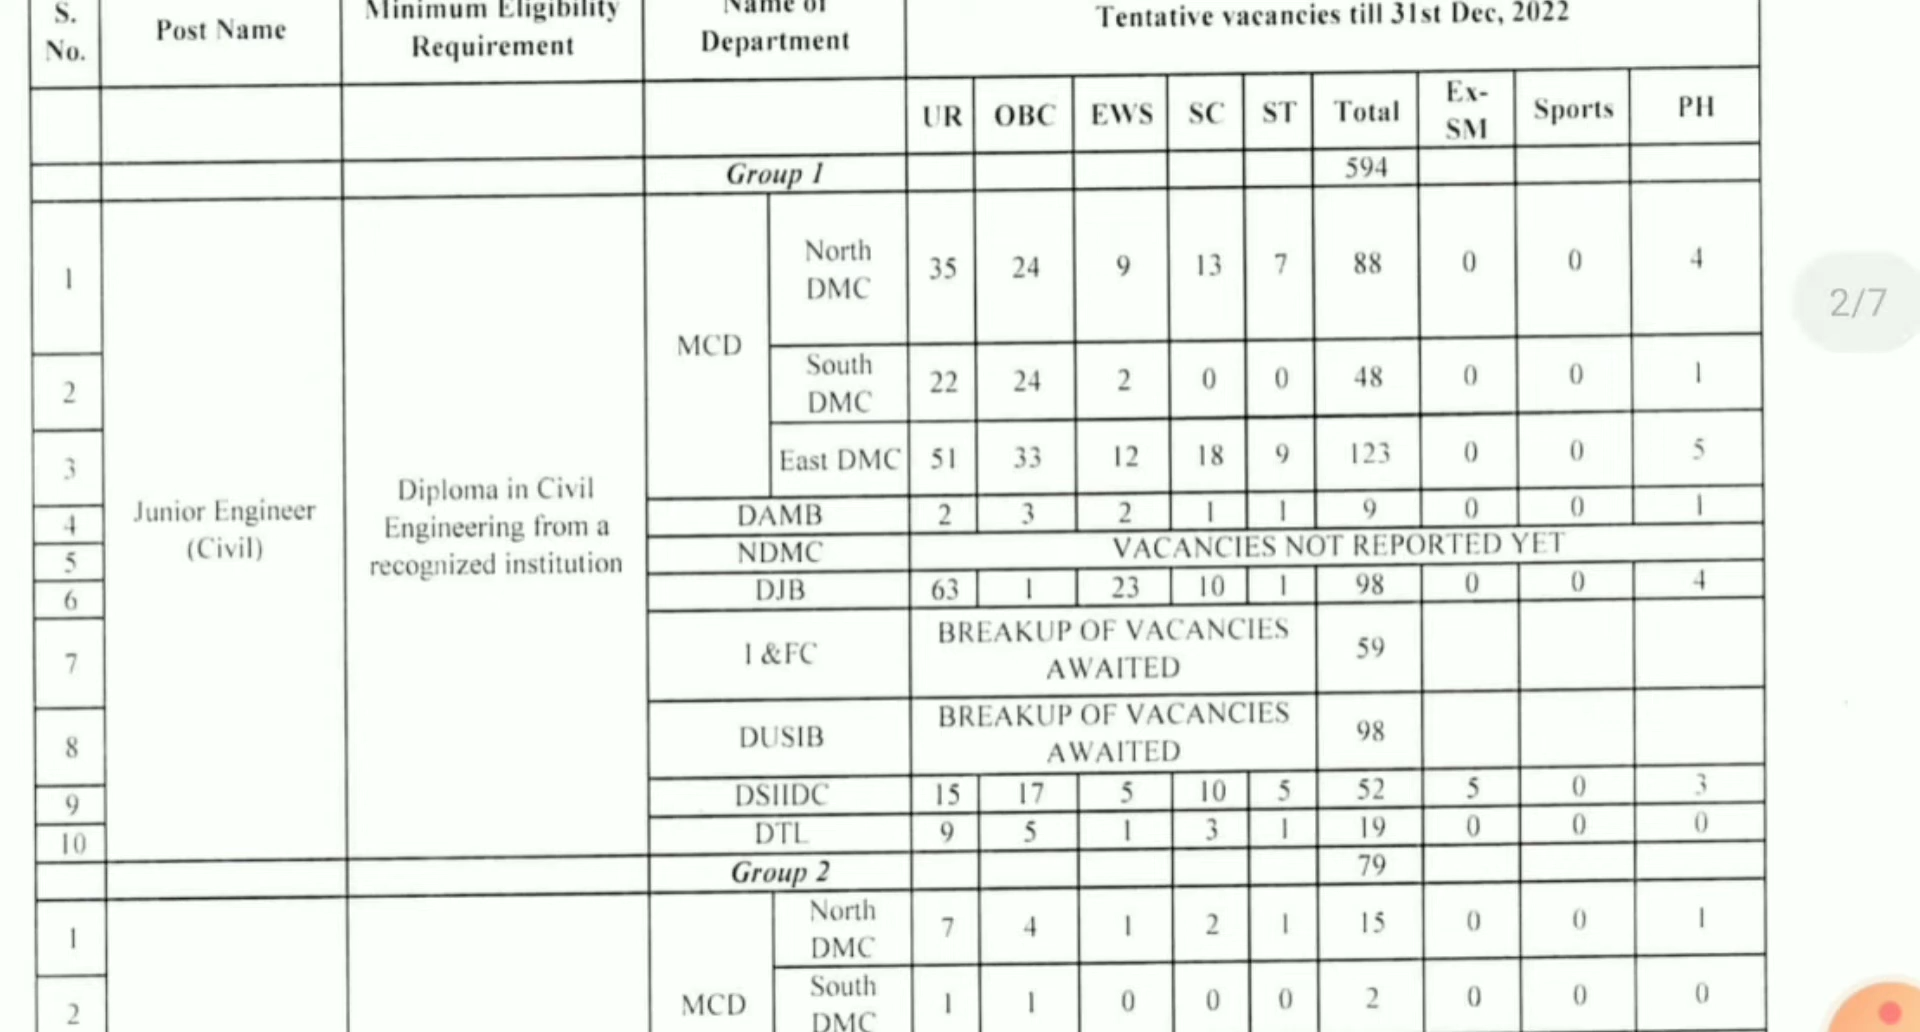 S. No. Post Name Minimum Eligibility Requirement Name of Department Tentative vacancies till 31st Dec, 2022
UR OBC EWS SC ST Total Ex-SM Sports PH
Group 1 594
1 Junior Engineer (Civil) Diploma in Civil Engineering from a recognized institution MCD North DMC 35 24 9 13 7 88 0 0 4
2 South DMC 22 24 2 0 0 48 0 0 1
3 East DMC 51 33 12 18 9 123 0 0 5
4 DAMB 2 3 2 1 1 9 0 0 1
5 NDMC VACANCIES NOT REPORTED YET
6 DJB 63 1 23 10 1 98 0 0 4
7 I &FC BREAKUP OF VACANCIES AWAITED 59
8 DUSIB BREAKUP OF VACANCIES AWAITED 98
9 DSIIDC 15 17 5 10 5 52 5 0 3
10 DTL 9 5 1 3 1 19 0 0 0
Group 2 79
1 MCD North DMC 7 4 1 2 1 15 0 0 1
2 South DMC 1 1 0 0 0 2 0 0 0
2/7